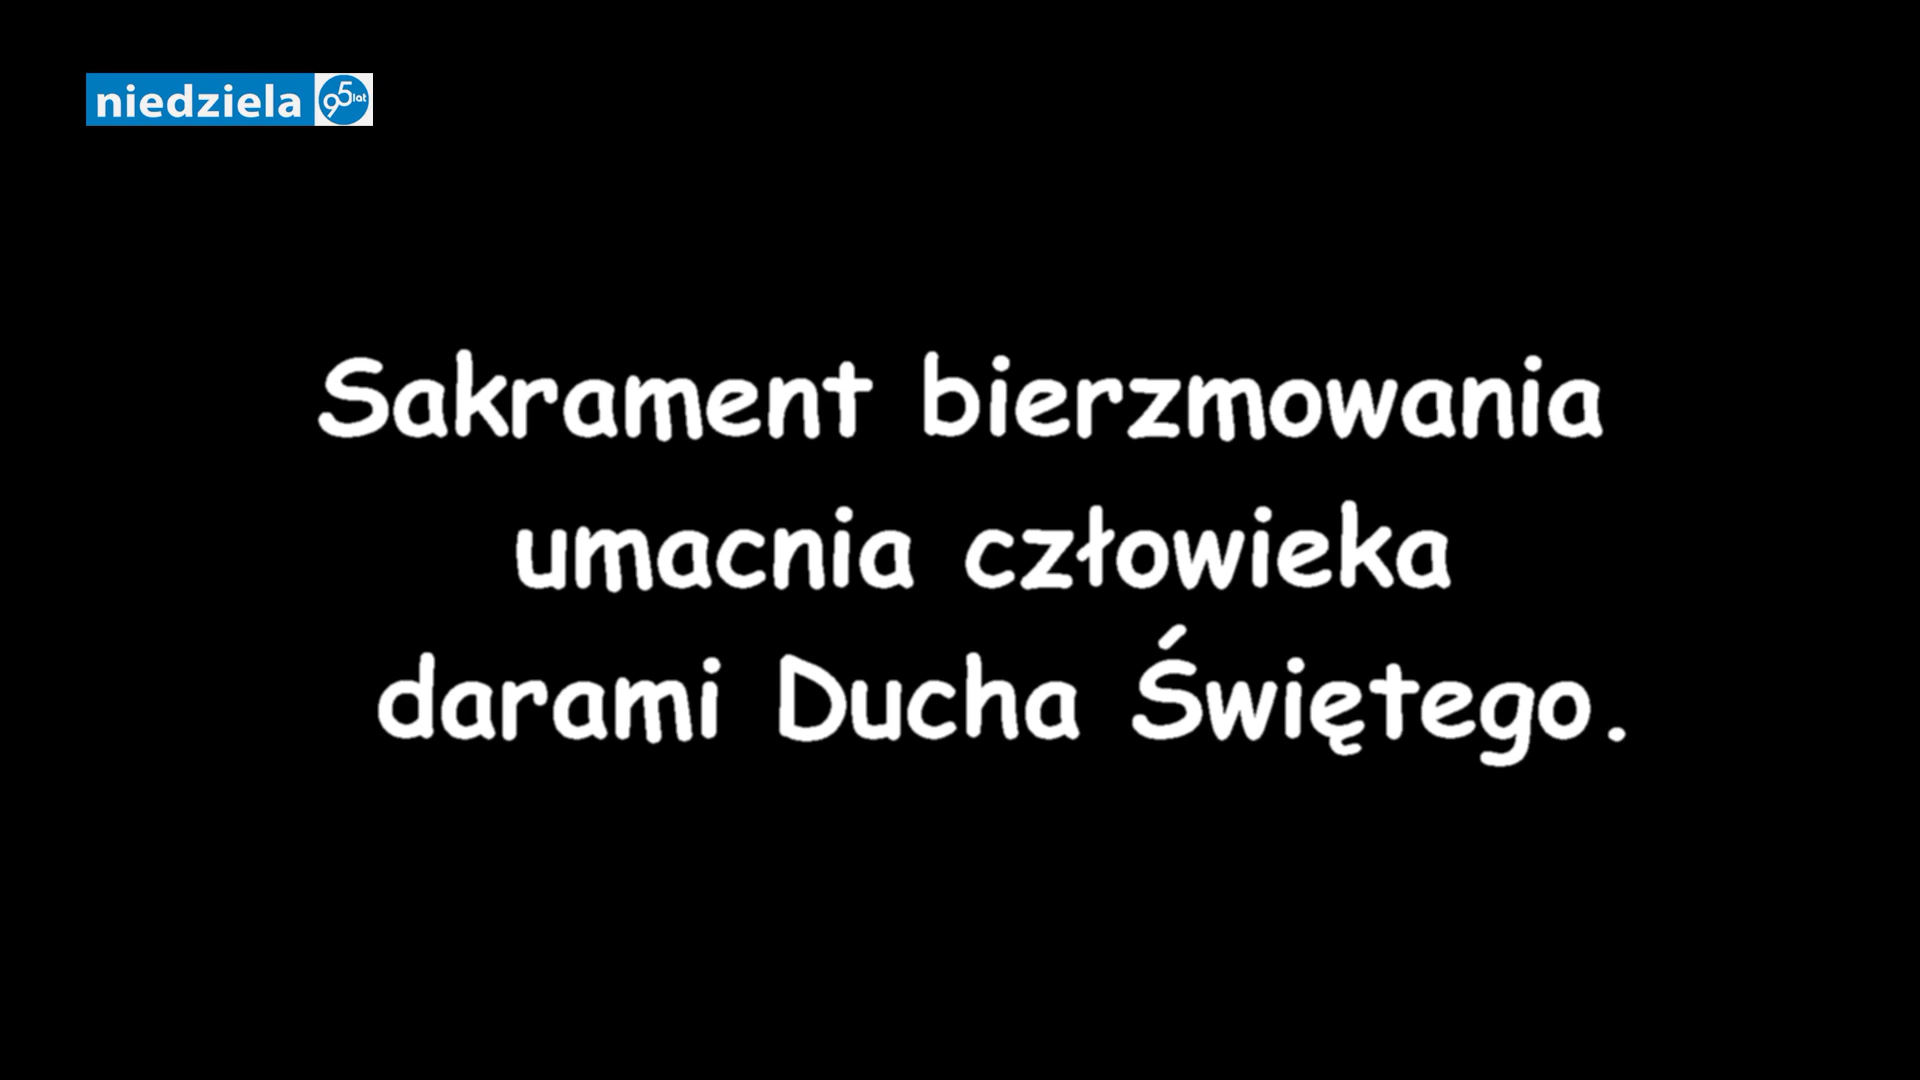 niedziela 95 lat
Sakrament bierzmowania
umacnia człowieka
darami Ducha Świętego.